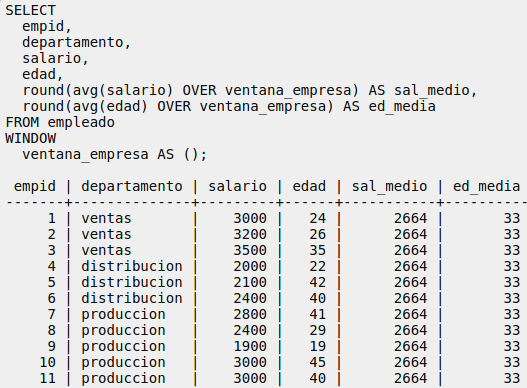 SELECT
  empid,
  departamento,
  salario,
  edad,
  round(avg(salario) OVER ventana_empresa) AS sal_medio,
  round(avg(edad) OVER ventana_empresa) AS ed_media
FROM empleado
WINDOW
  ventana_empresa AS ();
 empid | departamento | salario | edad | sal_medio | ed_media
-------+--------------+---------+------+-----------+----------
     1 | ventas       |    3000 |   24 |      2664 |       33
     2 | ventas       |    3200 |   26 |      2664 |       33
     3 | ventas       |    3500 |   35 |      2664 |       33
     4 | distribucion |    2000 |   22 |      2664 |       33
     5 | distribucion |    2100 |   42 |      2664 |       33
     6 | distribucion |    2400 |   40 |      2664 |       33
     7 | produccion   |    2800 |   41 |      2664 |       33
     8 | produccion   |    2400 |   29 |      2664 |       33
     9 | produccion   |    1900 |   19 |      2664 |       33
    10 | produccion   |    3000 |   45 |      2664 |       33
    11 | produccion   |    3000 |   40 |      2664 |       33